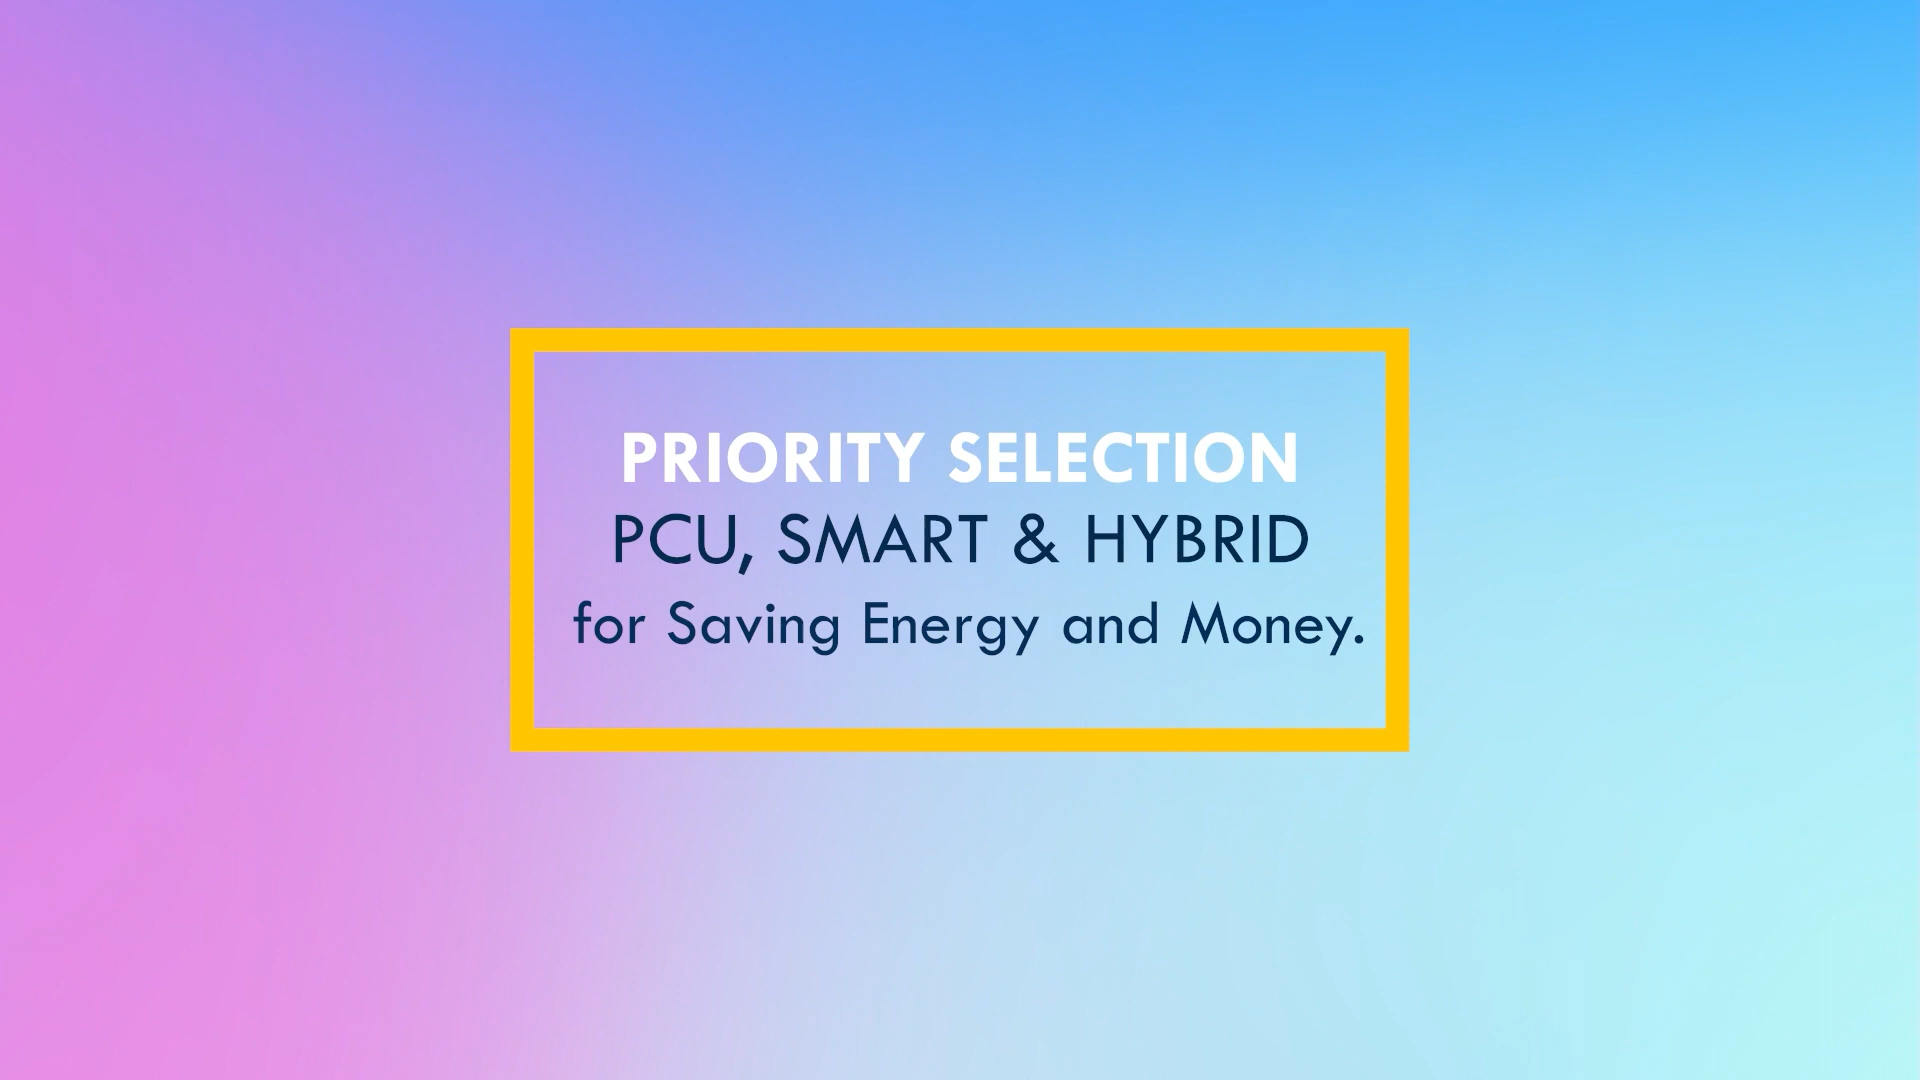 PRIORITY SELECTION
PCU, SMART & HYBRID
for Saving Energy and Money.